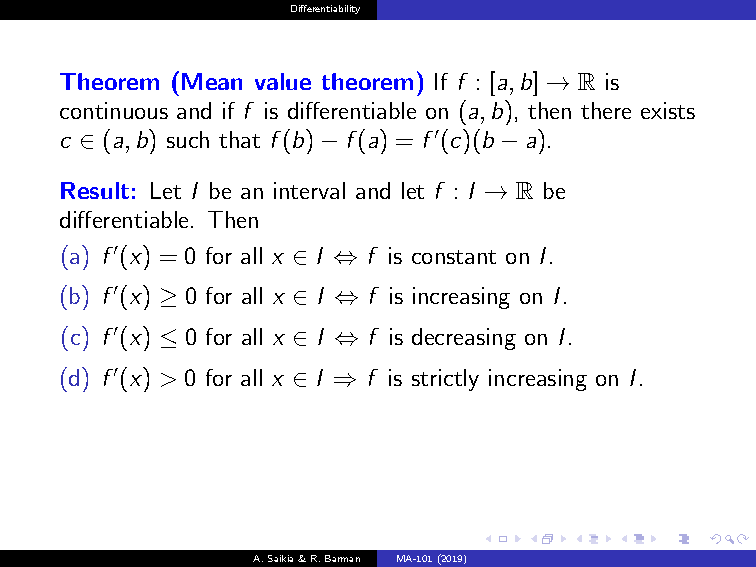 Differentiability
Theorem (Mean value theorem) If f : [a, b] → ℝ is
continuous and if f is differentiable on (a, b), then there exists
c ∈ (a, b) such that f(b) − f(a) = f′(c)(b − a).
Result: Let I be an interval and let f : I → ℝ be
differentiable. Then
(a) f′(x) = 0 for all x ∈ I ⇔ f is constant on I.
(b) f′(x) ≥ 0 for all x ∈ I ⇔ f is increasing on I.
(c) f′(x) ≤ 0 for all x ∈ I ⇔ f is decreasing on I.
(d) f′(x) > 0 for all x ∈ I ⇒ f is strictly increasing on I.
A. Saikia & R. Barman MA-101 (2019)